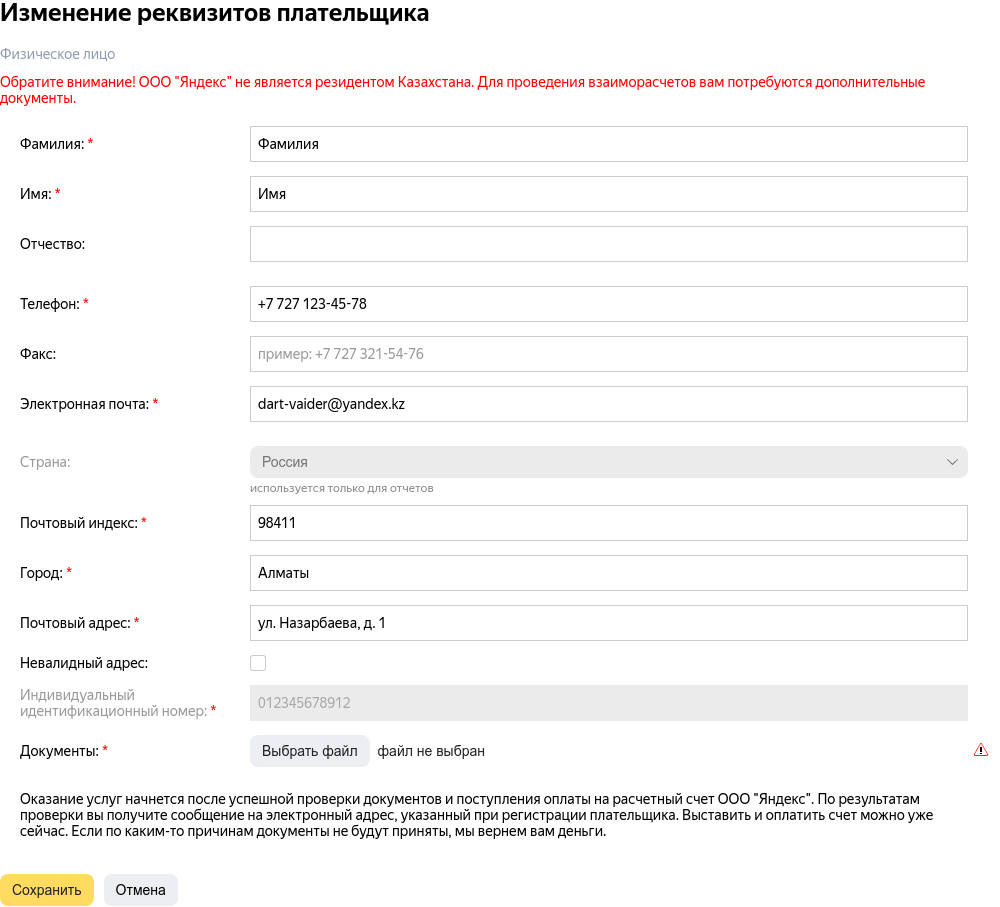 Изменение реквизитов плательщика
Физическое лицо
Обратите внимание! ООО "Яндекс" не является резидентом Казахстана. Для проведения взаиморасчетов вам потребуются дополнительные
документы.
Фамилия: * Фамилия
Имя: * Имя
Отчество:
Телефон: * +7 727 123-45-78
Факс: пример: +7 727 321-54-76
Электронная почта: * dart-vaider@yandex.kz
Страна: Россия
используется только для отчетов
Почтовый индекс: * 98411
Город: * Алматы
Почтовый адрес: * ул. Назарбаева, д. 1
Невалидный адрес:
Индивидуальный
идентификационный номер: * 012345678912
Документы: * Выбрать файл файл не выбран
Оказание услуг начнется после успешной проверки документов и поступления оплаты на расчетный счет ООО "Яндекс". По результатам
проверки вы получите сообщение на электронный адрес, указанный при регистрации плательщика. Выставить и оплатить счет можно уже
сейчас. Если по каким-то причинам документы не будут приняты, мы вернем вам деньги.
Сохранить Отмена